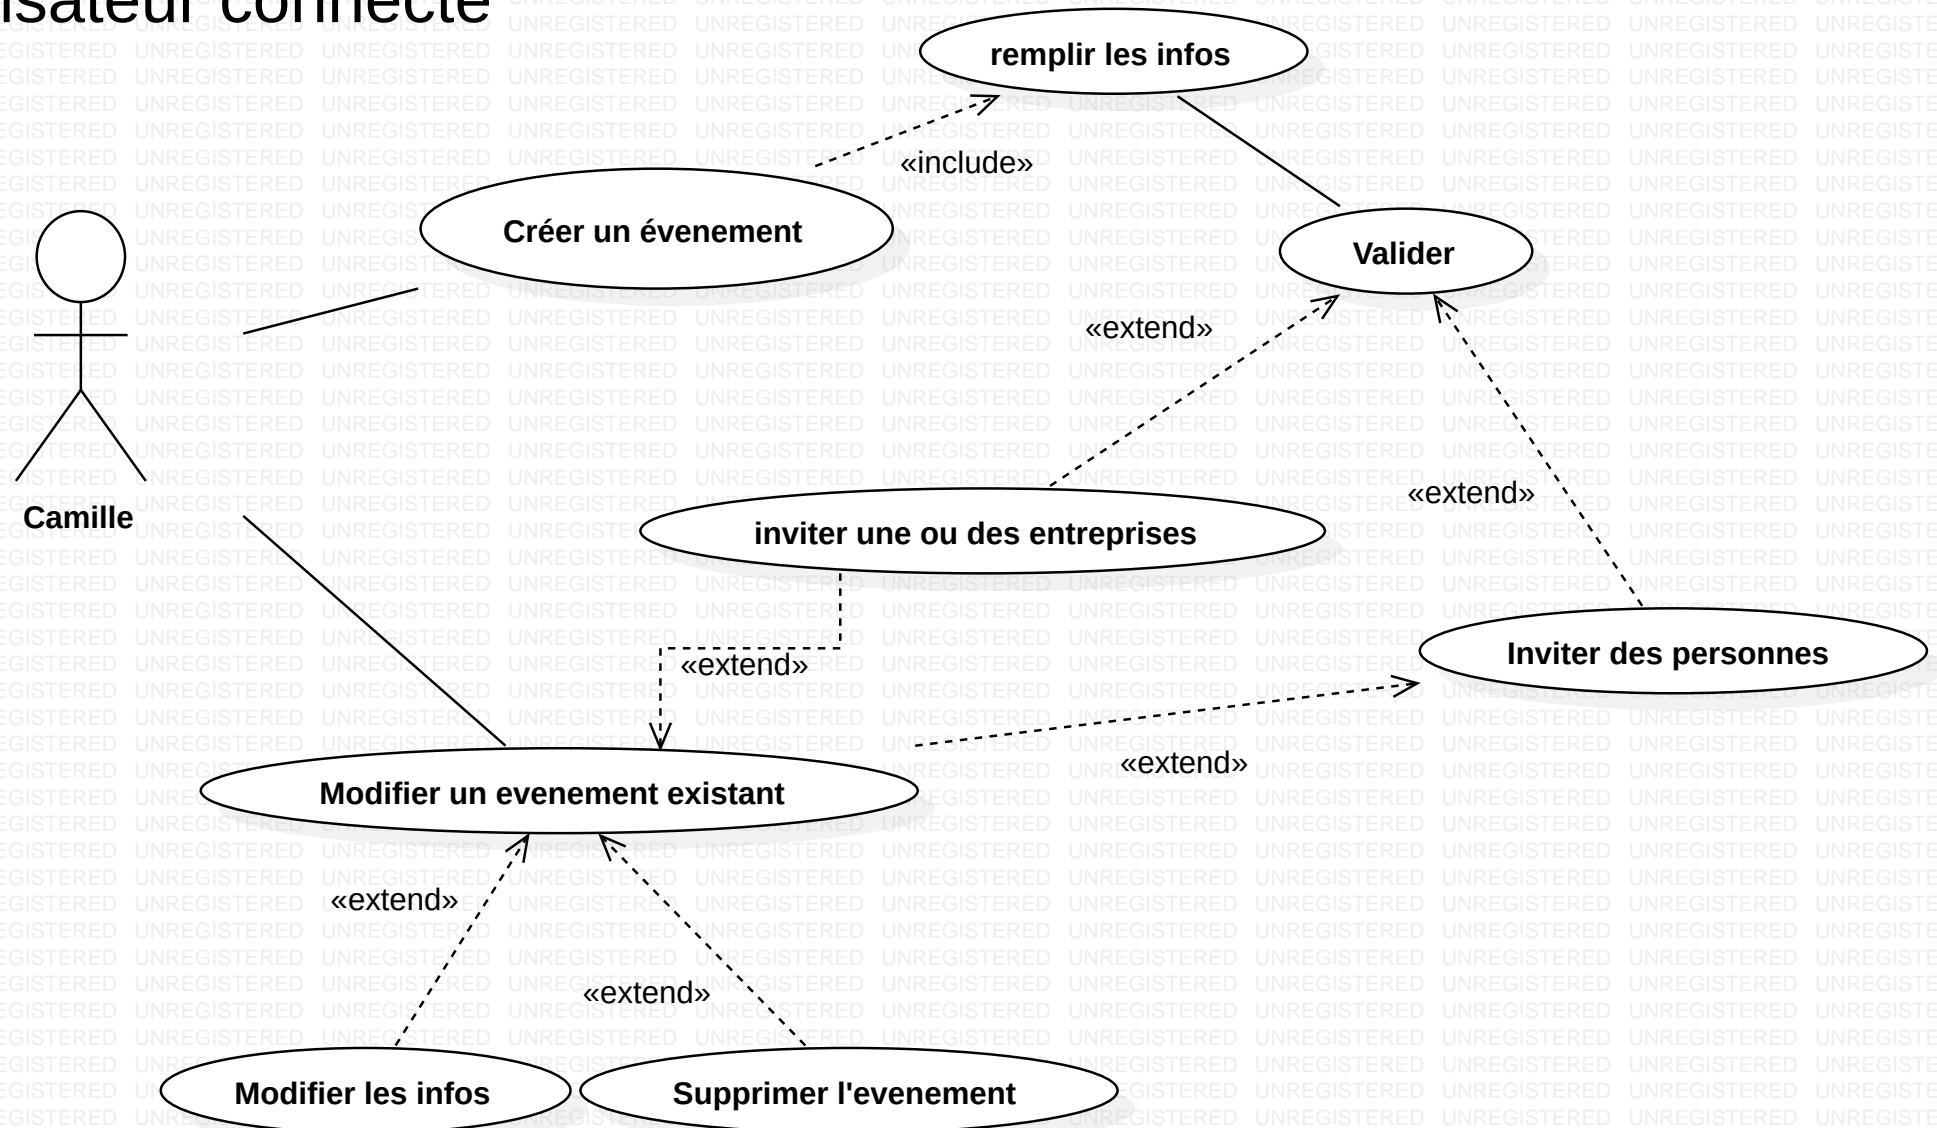 isateur connecté
remplir les infos
«include»
Créer un évenement
Valider
«extend»
Camille
«extend»
inviter une ou des entreprises
«extend»
Inviter des personnes
«extend»
Modifier un evenement existant
«extend»
«extend»
Modifier les infos
Supprimer l'evenement
UNREGISTERED